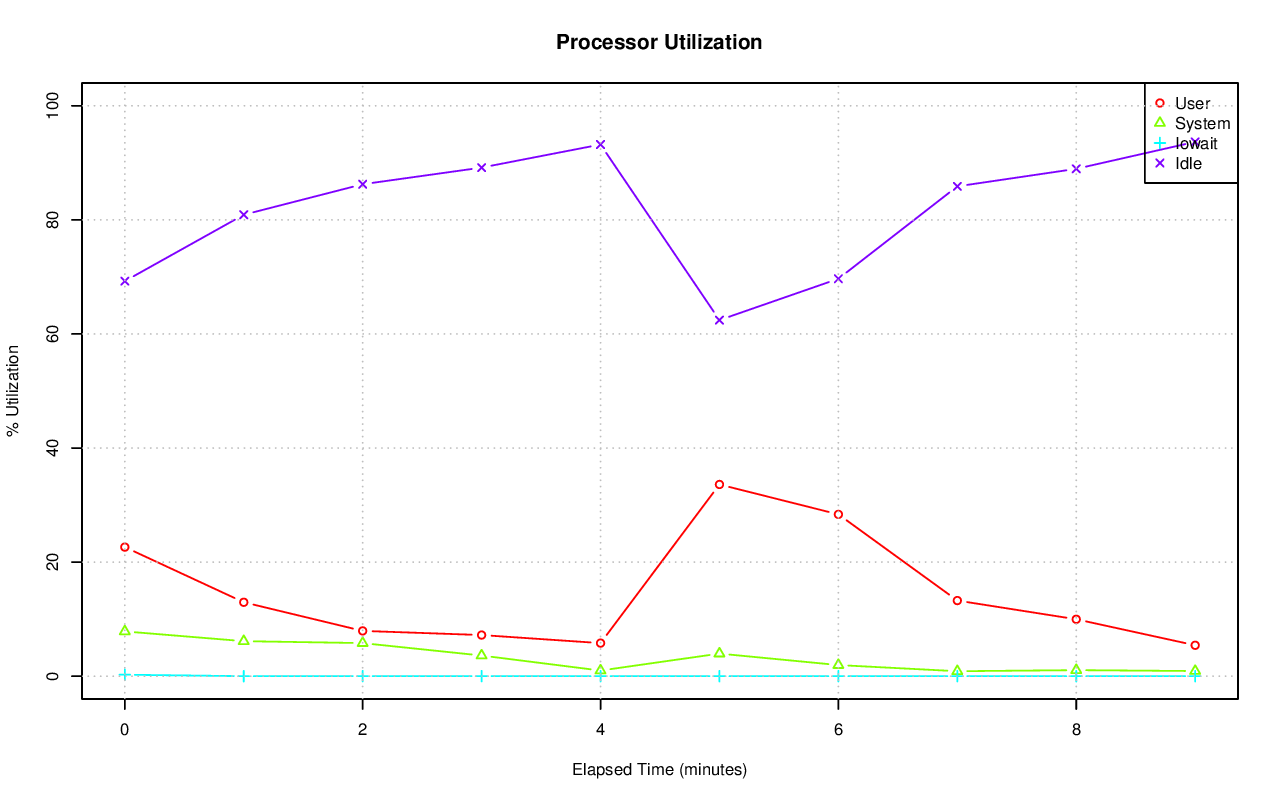 Processor Utilization
100
80
60
40
20
0
% Utilization
User
System
Iowait
Idle
0
2
4
6
8
Elapsed Time (minutes)